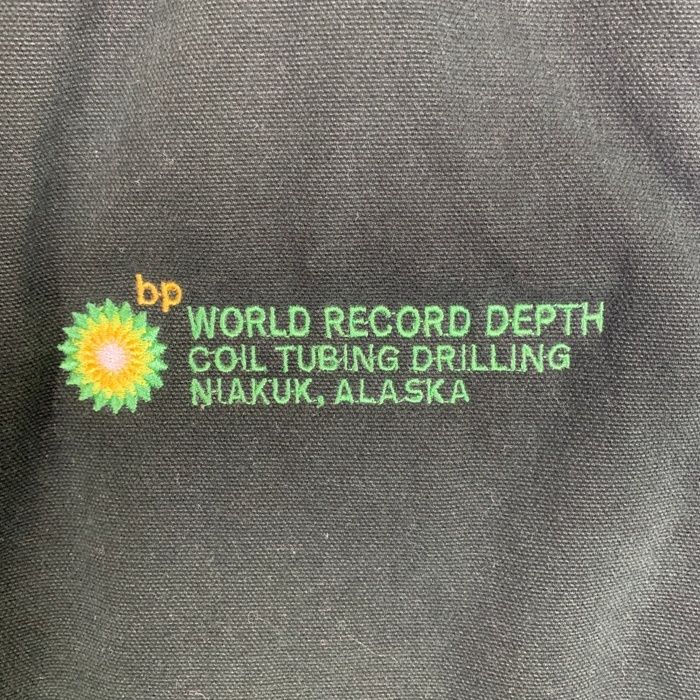 bp
WORLD RECORD DEPTH
COIL TUBING DRILLING
NIAKUK, ALASKA